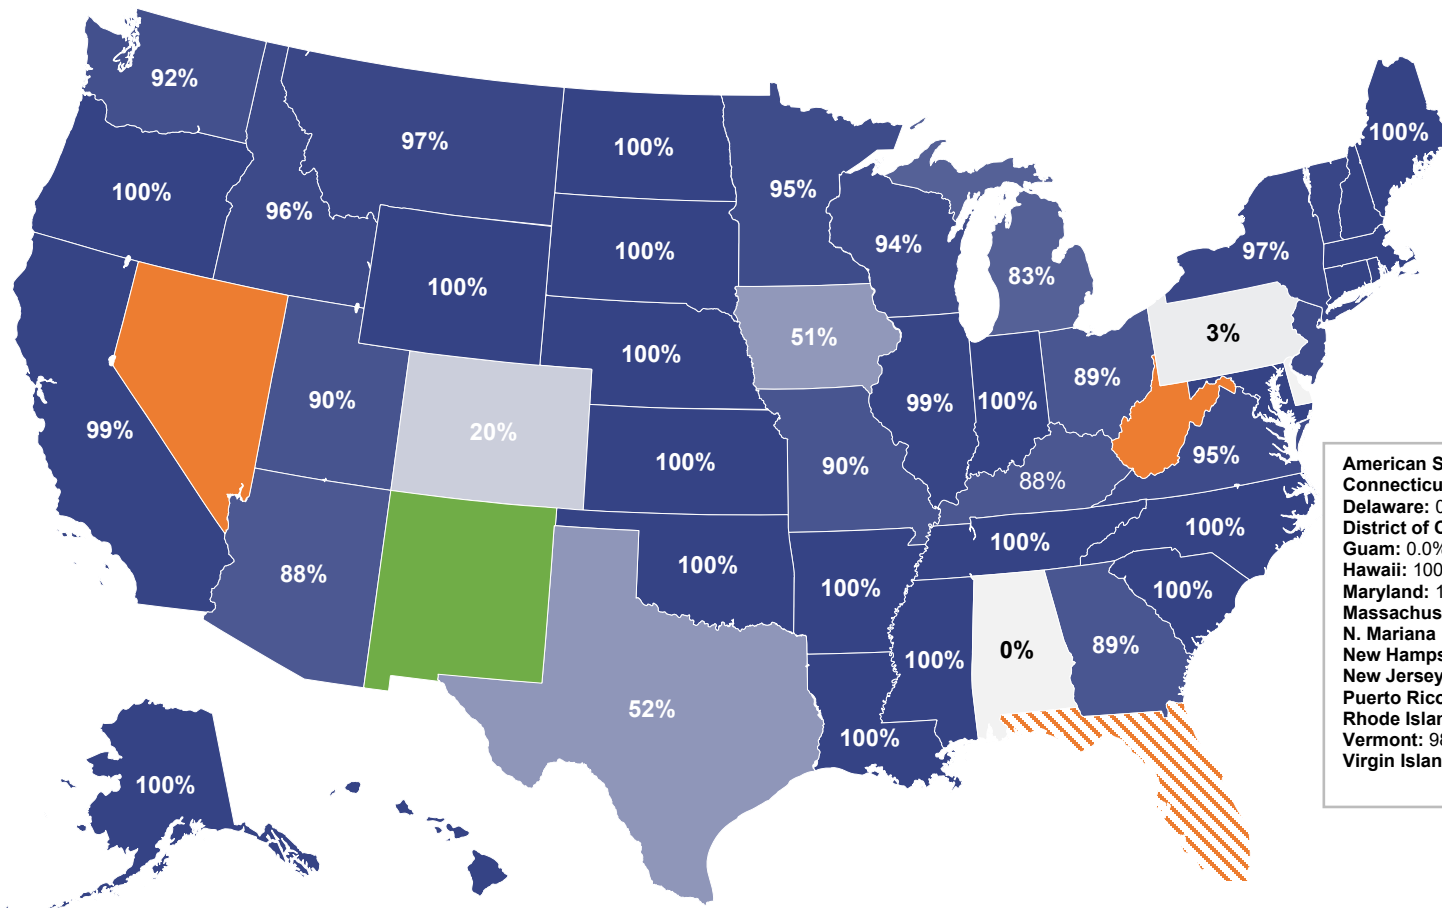 92%
97%
100%
100%
100%
96%
95%
94%
83%
97%
100%
100%
100%
51%
3%
100%
90%
20%
99%
100%
89%
99%
100%
90%
88%
95%
88%
100%
100%
100%
100%
100%
100%
0%
89%
52%
100%
100%
American S
Connecticu
Delaware: 0
District of C
Guam: 0.0%
Hawaii: 100
Maryland: 1
Massachus
N. Mariana
New Hamps
New Jersey
Puerto Rico
Rhode Islan
Vermont: 98
Virgin Islan